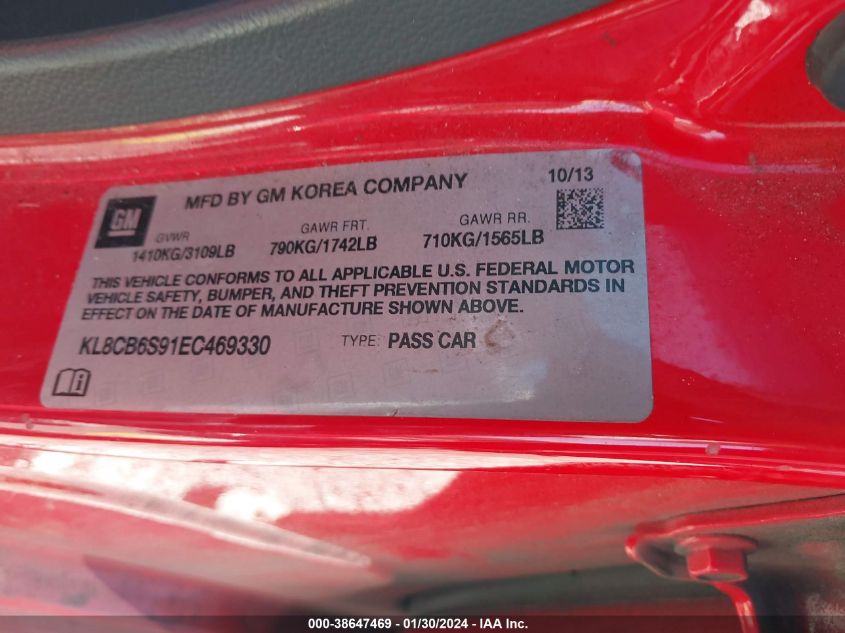 GM
MFD BY GM KOREA COMPANY 10/13
GVWR GAWR FRT. GAWR RR.
1410KG/3109LB 790KG/1742LB 710KG/1565LB
THIS VEHICLE CONFORMS TO ALL APPLICABLE U.S. FEDERAL MOTOR
VEHICLE SAFETY, BUMPER, AND THEFT PREVENTION STANDARDS IN
EFFECT ON THE DATE OF MANUFACTURE SHOWN ABOVE.
KL8CB6S91EC469330 TYPE: PASS CAR
000-38647469 - 01/30/2024 - IAA Inc.